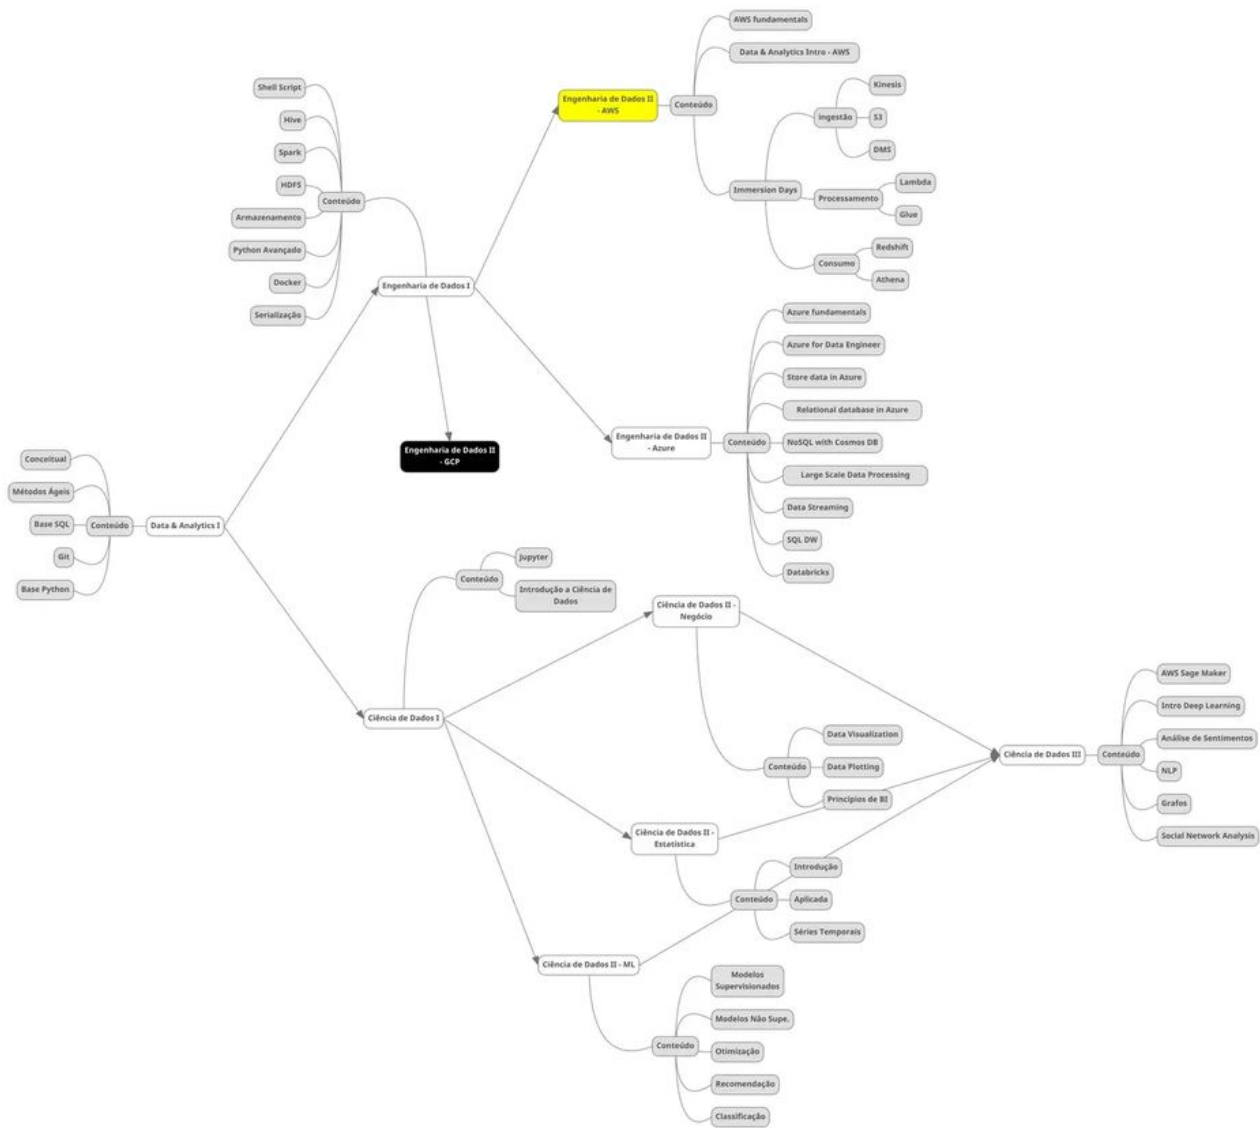 AWS fundamentals
Data & Analytics Intro - AWS
Shell Script
Kinesis
Engenharia de Dados II
- AWS
Conteúdo
Hive
ingestão
S3
Spark
DMS
HDFS
Immersion Days
Lambda
Conteúdo
Processamento
Armazenamento
Glue
Python Avançado
Redshift
Consumo
Docker
Athena
Engenharia de Dados I
Serialização
Azure fundamentals
Azure for Data Engineer
Store data in Azure
Relational database in Azure
Engenharia de Dados II
- Azure
Conteúdo
NoSQL with Cosmos DB
Engenharia de Dados II
- GCP
Large Scale Data Processing
Data Streaming
SQL DW
Databricks
Conceitual
Métodos Ágeis
Base SQL
Conteúdo
Data & Analytics I
Git
Base Python
Jupyter
Conteúdo
Introdução a Ciência de
Dados
Ciência de Dados II -
Negócio
AWS Sage Maker
Intro Deep Learning
Ciência de Dados I
Data Visualization
Análise de Sentimentos
Ciência de Dados III
Conteúdo
Conteúdo
Data Plotting
NLP
Princípios de BI
Grafos
Ciência de Dados II -
Estatística
Social Network Analysis
Introdução
Conteúdo
Aplicada
Séries Temporais
Ciência de Dados II - ML
Modelos
Supervisionados
Modelos Não Supe.
Conteúdo
Otimização
Recomendação
Classificação